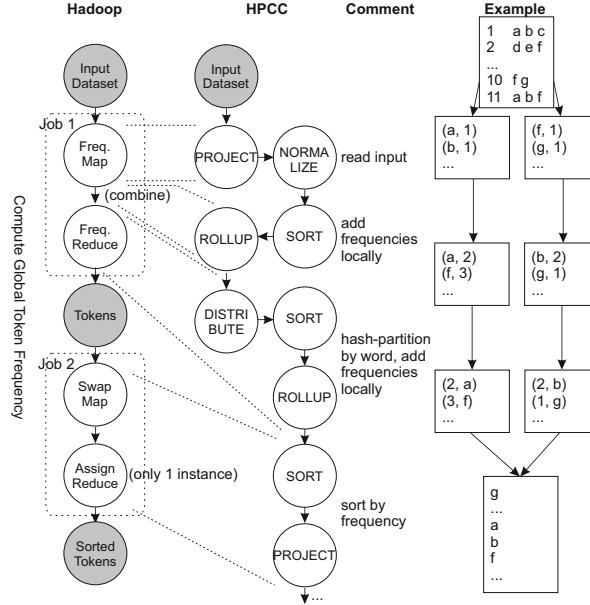 Hadoop HPCC Comment Example
Input
Dataset
Input
Dataset
1 a b c
2 d e f
...
10 f g
11 a b f
Job 1
Freq.
Map
PROJECT
NORMA
LIZE
read input
(a, 1)
(b, 1)
...
(f, 1)
(g, 1)
...
(combine)
Freq.
Reduce
ROLLUP
SORT
add
frequencies
locally
(a, 2)
(f, 3)
...
(b, 2)
(g, 1)
...
Compute Global Token Frequency
Tokens
DISTRI
BUTE
SORT
hash-partition
by word, add
frequencies
locally
Job 2
Swap
Map
ROLLUP
(2, a)
(3, f)
...
(2, b)
(1, g)
...
Assign
Reduce
(only 1 instance)
SORT
sort by
frequency
g
...
a
b
f
...
Sorted
Tokens
PROJECT
...